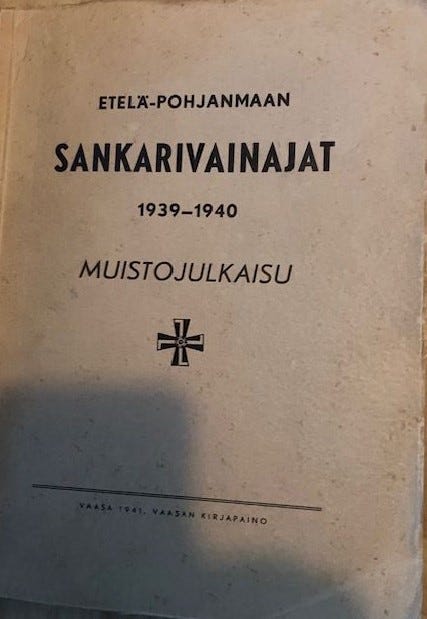 ETELÄ-POHJANMAAN
SANKARIVAINAJAT
1939–1940
MUISTOJULKAISU
VAASA 1941, VAASAN KIRJAPAINO